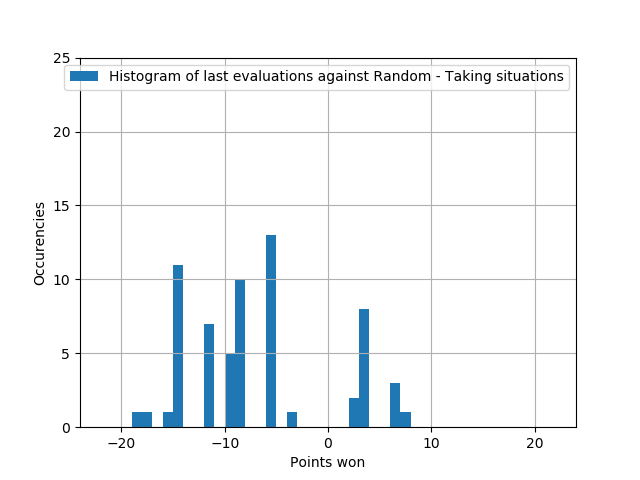 Histogram of last evaluations against Random - Taking situations
25
20
15
10
5
0
Occurencies
−20 −10 0 10 20
Points won